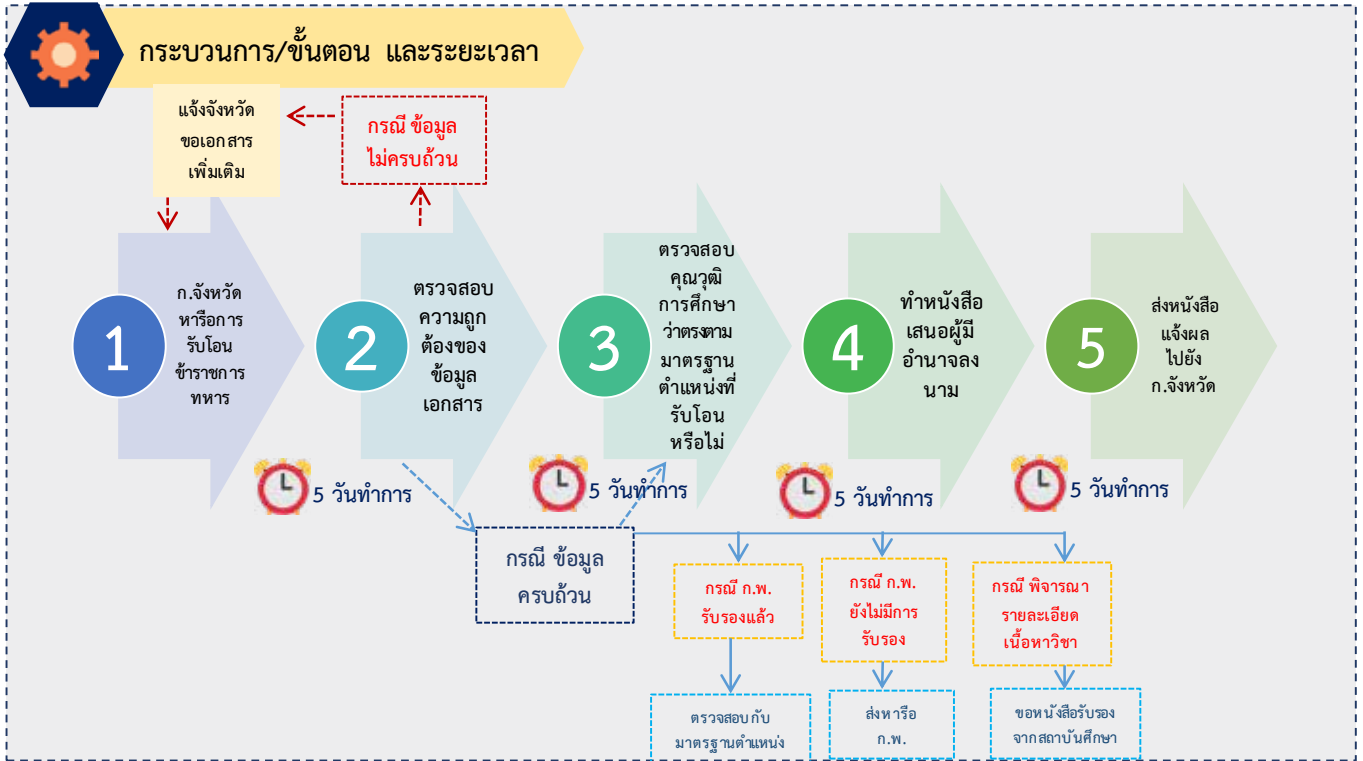 กระบวนการ/ขั้นตอน และระยะเวลา
แจ้งจังหวัด
ขอเอกสาร
เพิ่มเติม
กรณี ข้อมูล
ไม่ครบถ้วน
1
ก.จังหวัด
หารือการ
รับโอน
ข้าราชการ
ทหาร
2
ตรวจสอบ
ความถูก
ต้องของ
ข้อมูล
เอกสาร
3
ตรวจสอบ
คุณวุฒิ
การศึกษา
ว่าตรงตาม
มาตรฐาน
ตำแหน่งที่
รับโอน
หรือไม่
4
ทำหนังสือ
เสนอผู้มี
อำนาจลง
นาม
5
ส่งหนังสือ
แจ้งผล
ไปยัง
ก.จังหวัด
5 วันทำการ
5 วันทำการ
5 วันทำการ
5 วันทำการ
กรณี ข้อมูล
ครบถ้วน
กรณี ก.พ.
รับรองแล้ว
กรณี ก.พ.
ยังไม่มีการ
รับรอง
กรณี พิจารณา
รายละเอียด
เนื้อหาวิชา
ตรวจสอบกับ
มาตรฐานตำแหน่ง
ส่งหารือ
ก.พ.
ขอหนังสือรับรอง
จากสถาบันศึกษา